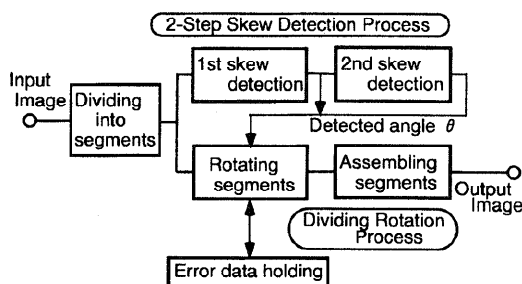 2-Step Skew Detection Process
Input
Image
Dividing
into
segments
1st skew
detection
2nd skew
detection
Detected angle θ
Rotating
segments
Assembling
segments
Output
Image
Dividing Rotation
Process
Error data holding